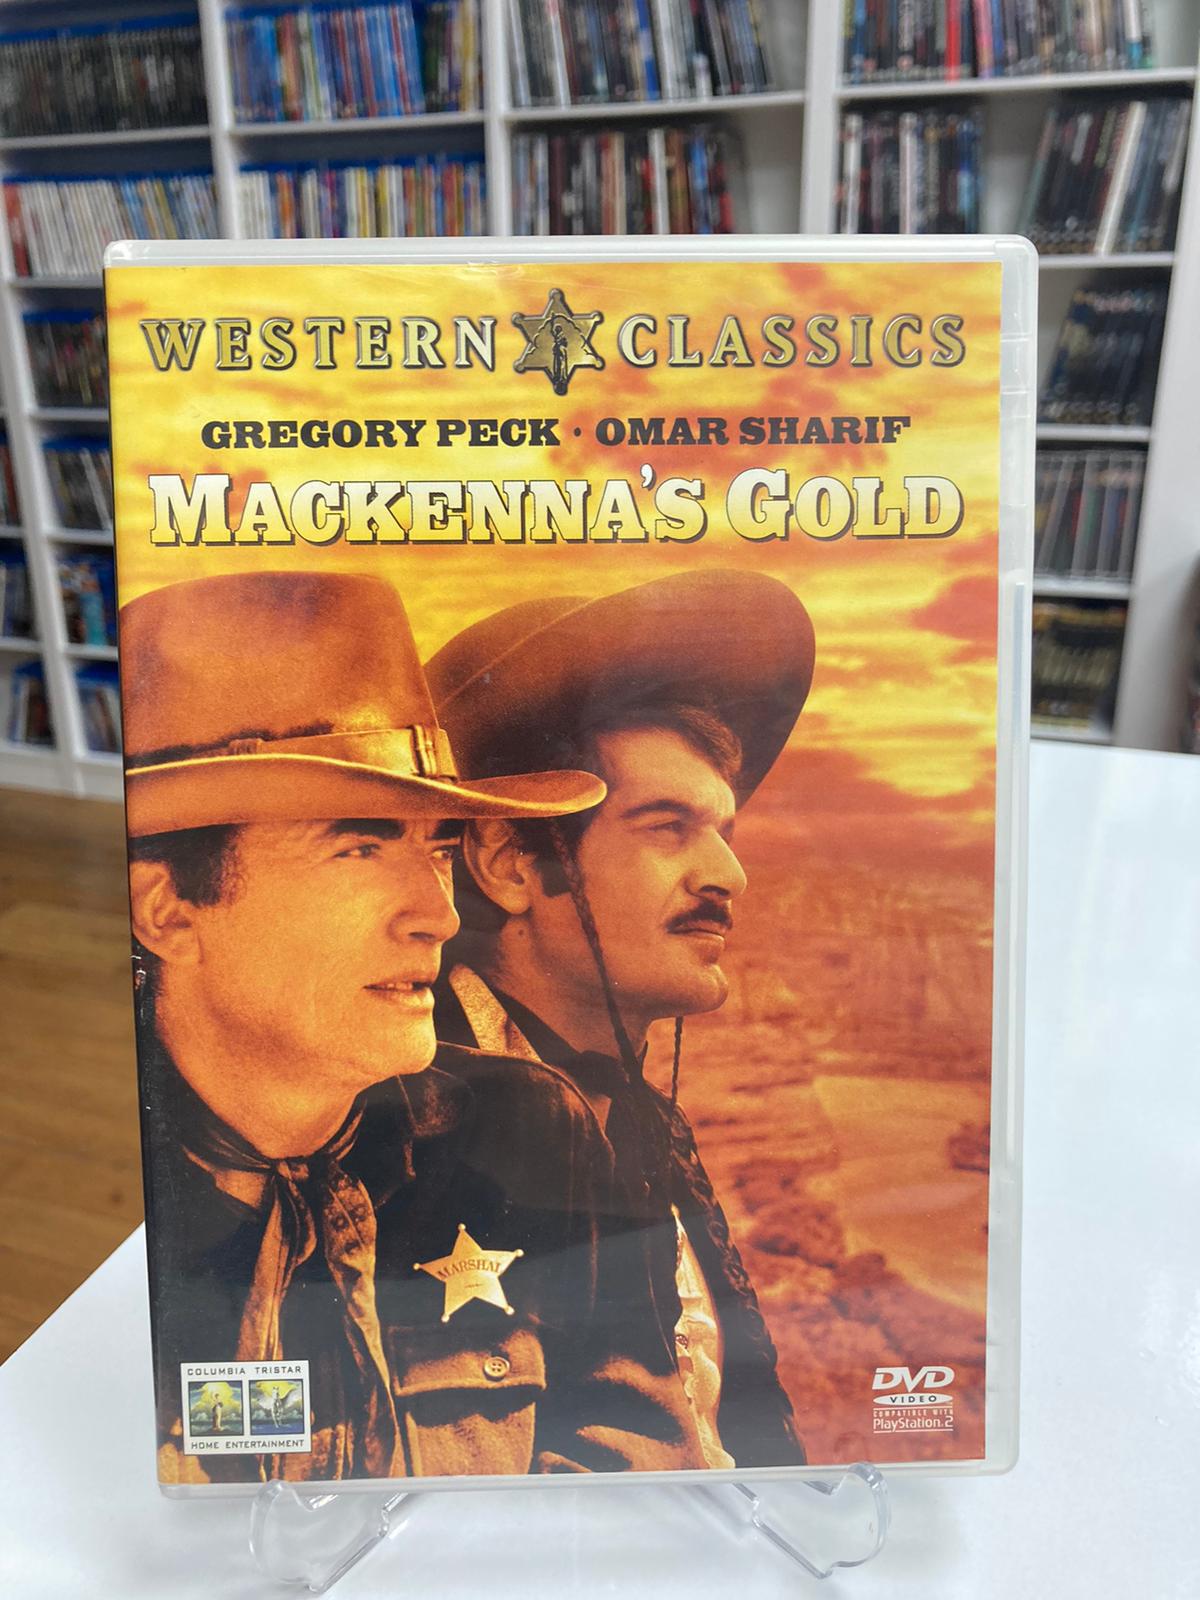 WESTERN CLASSICS
GREGORY PECK · OMAR SHARIF
MACKENNA'S GOLD
MARSHAL
COLUMBIA TRISTAR
HOME ENTERTAINMENT
DVD
VIDEO
COMPATIBLE WITH
PlayStation.2